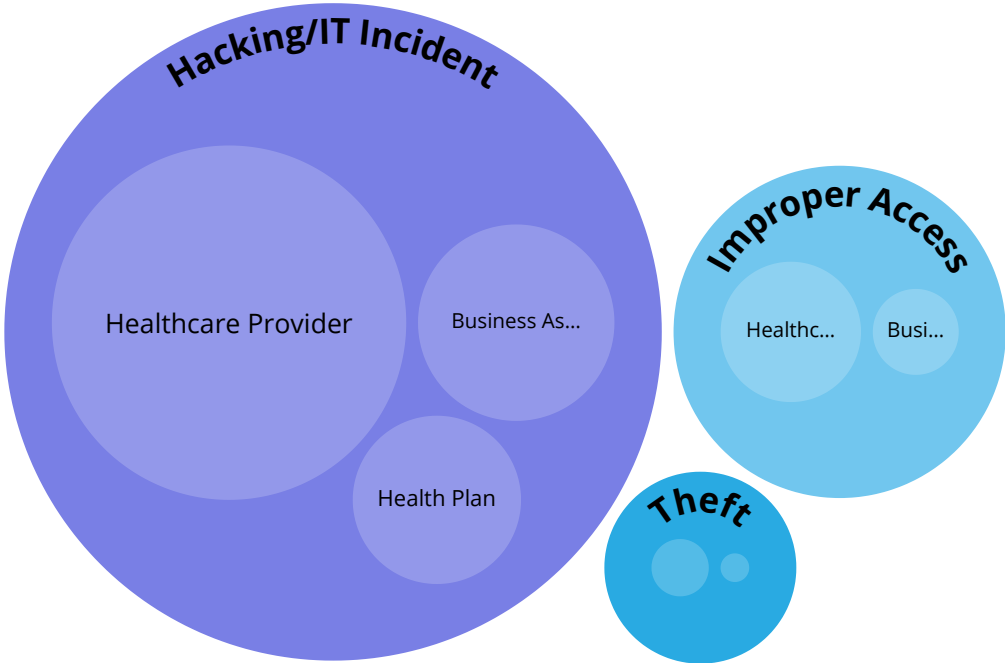 Hacking/IT Incident
Healthcare Provider
Business As...
Health Plan
Improper Access
Healthc...
Busi...
Theft